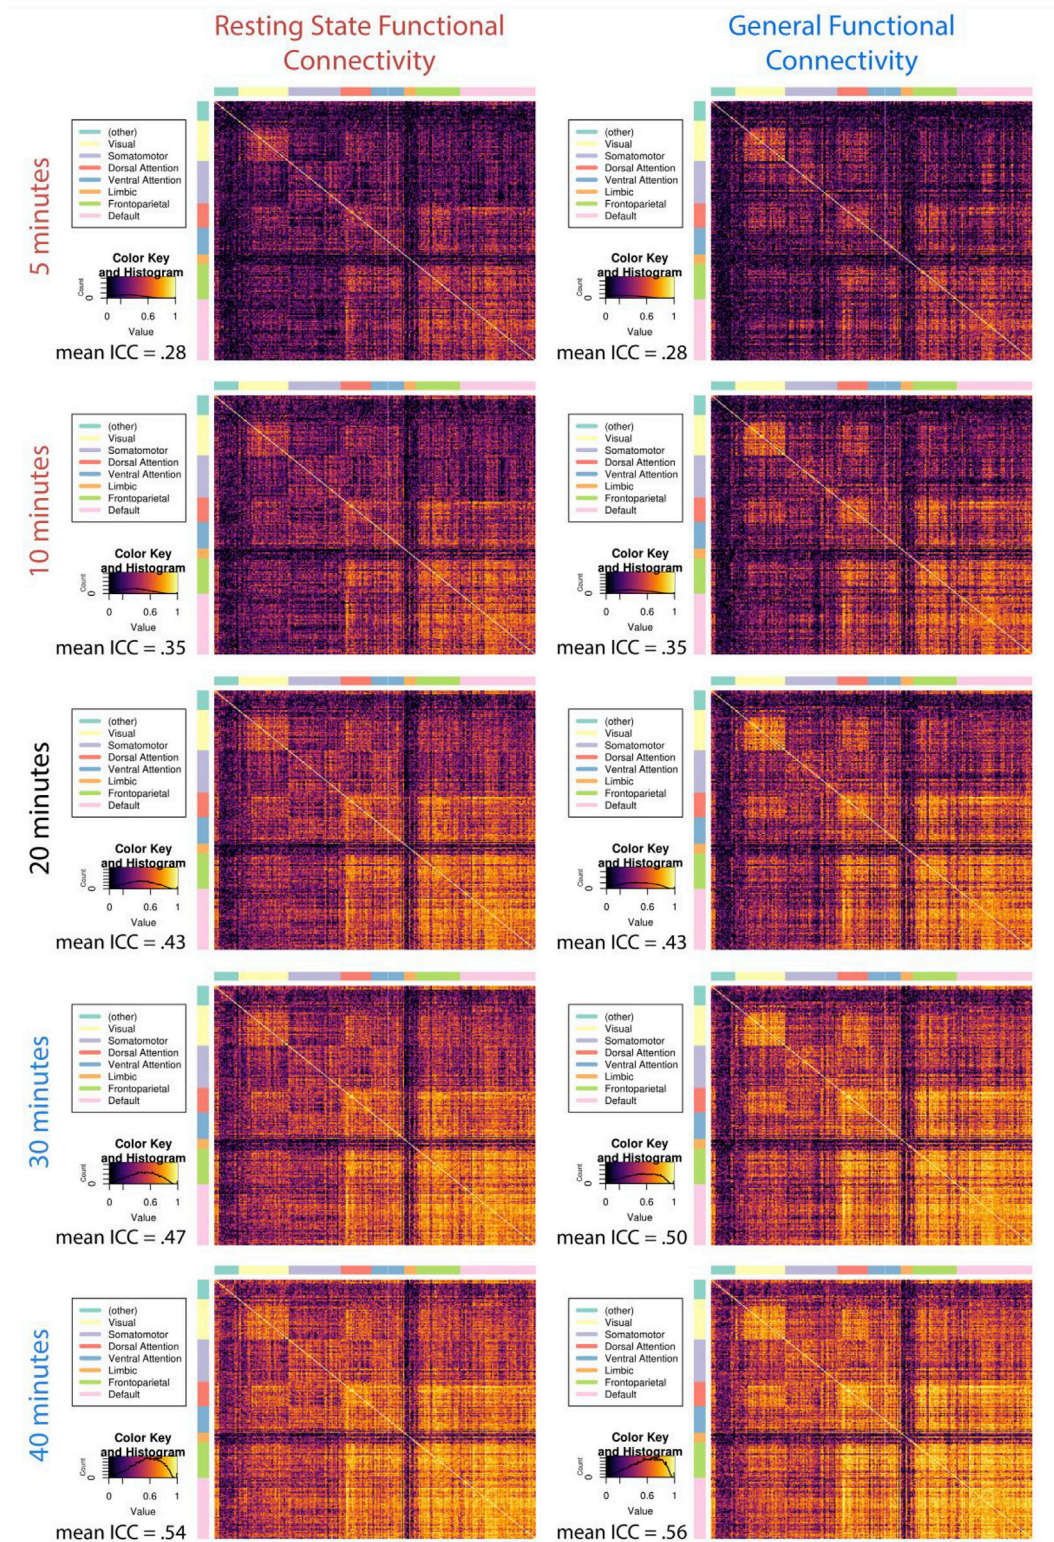 Resting State Functional
Connectivity
General Functional
Connectivity
5 minutes
(other)
Visual
Somatomotor
Dorsal Attention
Ventral Attention
Limbic
Frontoparietal
Default
Color Key
and Histogram
Count
0
0 0.6 1
Value
mean ICC = .28
(other)
Visual
Somatomotor
Dorsal Attention
Ventral Attention
Limbic
Frontoparietal
Default
Color Key
and Histogram
Count
0
0 0.6 1
Value
mean ICC = .28
10 minutes
(other)
Visual
Somatomotor
Dorsal Attention
Ventral Attention
Limbic
Frontoparietal
Default
Color Key
and Histogram
Count
0
0 0.6 1
Value
mean ICC = .35
(other)
Visual
Somatomotor
Dorsal Attention
Ventral Attention
Limbic
Frontoparietal
Default
Color Key
and Histogram
Count
0
0 0.6 1
Value
mean ICC = .35
20 minutes
(other)
Visual
Somatomotor
Dorsal Attention
Ventral Attention
Limbic
Frontoparietal
Default
Color Key
and Histogram
Count
0
0 0.6 1
Value
mean ICC = .43
(other)
Visual
Somatomotor
Dorsal Attention
Ventral Attention
Limbic
Frontoparietal
Default
Color Key
and Histogram
Count
0
0 0.6 1
Value
mean ICC = .43
30 minutes
(other)
Visual
Somatomotor
Dorsal Attention
Ventral Attention
Limbic
Frontoparietal
Default
Color Key
and Histogram
Count
0
0 0.6 1
Value
mean ICC = .47
(other)
Visual
Somatomotor
Dorsal Attention
Ventral Attention
Limbic
Frontoparietal
Default
Color Key
and Histogram
Count
0
0 0.6 1
Value
mean ICC = .50
40 minutes
(other)
Visual
Somatomotor
Dorsal Attention
Ventral Attention
Limbic
Frontoparietal
Default
Color Key
and Histogram
Count
0
0 0.6 1
Value
mean ICC = .54
(other)
Visual
Somatomotor
Dorsal Attention
Ventral Attention
Limbic
Frontoparietal
Default
Color Key
and Histogram
Count
0
0 0.6 1
Value
mean ICC = .56